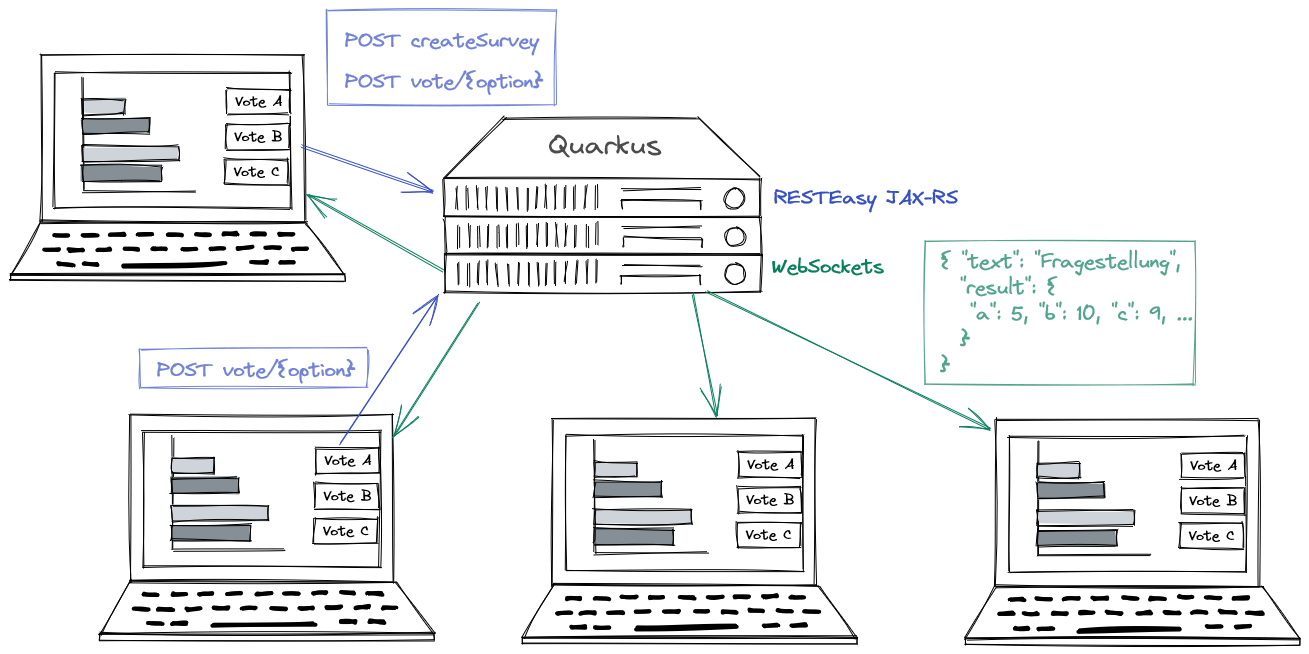 POST createSurvey
POST vote/{option}
Vote A
Vote B
Vote C
Quarkus
RESTEasy JAX-RS
WebSockets
{ "text": "Fragestellung",
"result": {
"a": 5, "b": 10, "c": 9, ...
}
}
POST vote/{option}
Vote A
Vote B
Vote C
Vote A
Vote B
Vote C
Vote A
Vote B
Vote C